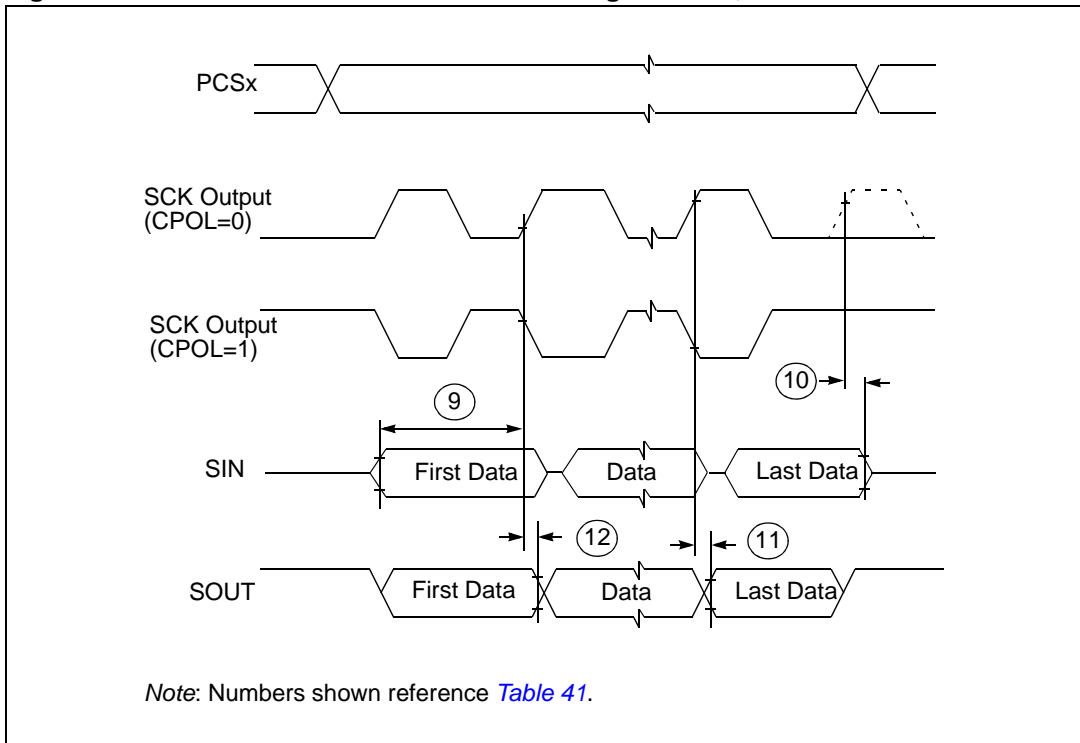 PCSx
SCK Output
(CPOL=0)
SCK Output
(CPOL=1)
10
9
SIN
First Data
Data
Last Data
12
11
SOUT
First Data
Data
Last Data
Note: Numbers shown reference Table 41.